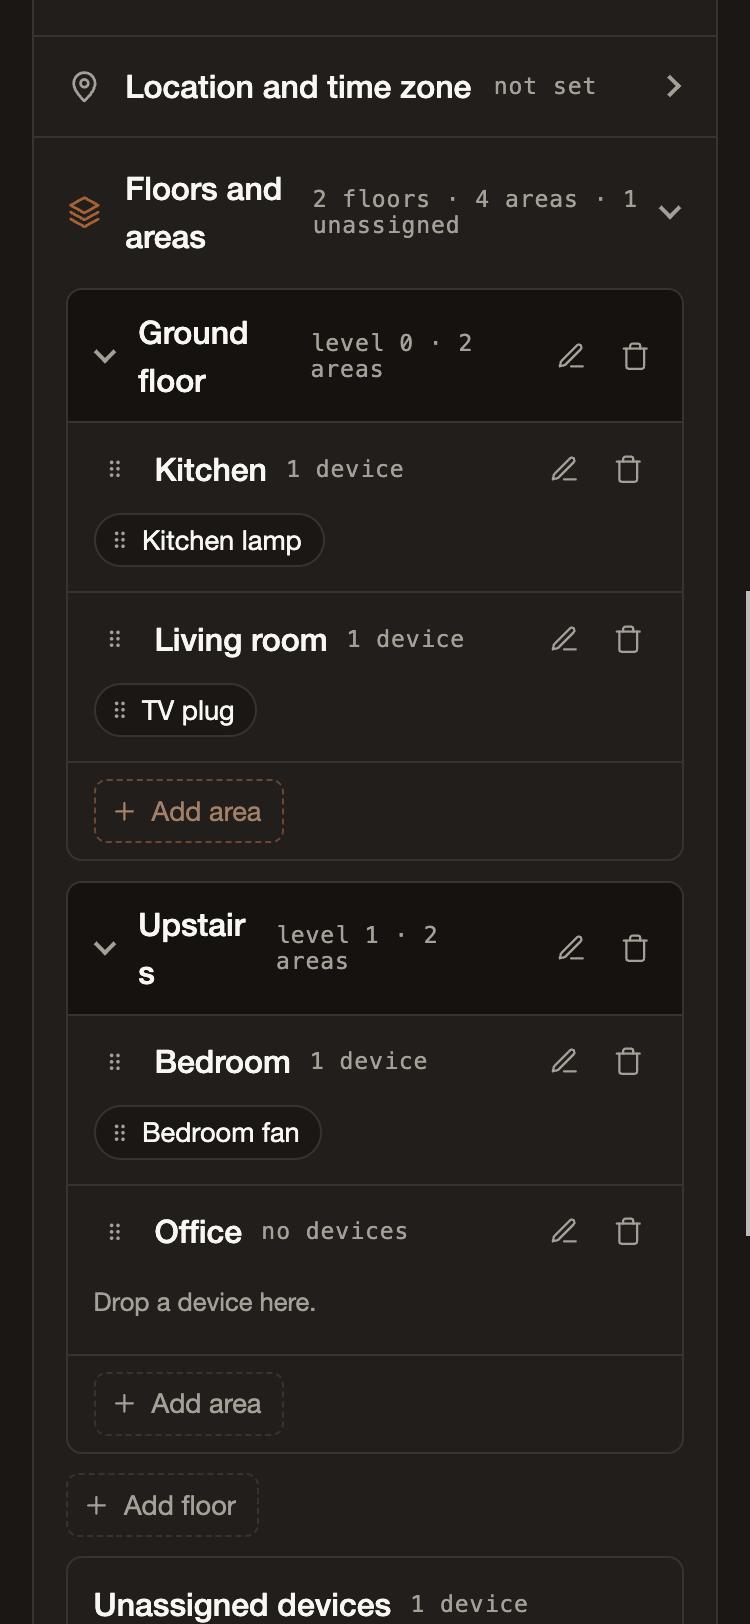 Location and time zone not set
Floors and areas 2 floors · 4 areas · 1 unassigned
Ground floor level 0 · 2 areas
Kitchen 1 device
Kitchen lamp
Living room 1 device
TV plug
+ Add area
Upstairs level 1 · 2 areas
Bedroom 1 device
Bedroom fan
Office no devices
Drop a device here.
+ Add area
+ Add floor
Unassigned devices 1 device